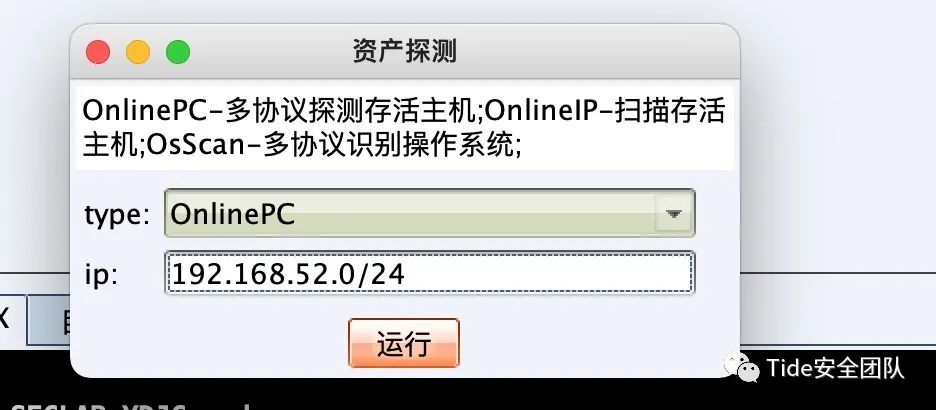 资产探测
OnlinePC-多协议探测存活主机;OnlineIP-扫描存活
主机;OsScan-多协议识别操作系统;
type: OnlinePC
ip: 192.168.52.0/24
X
运行
Tide安全团队